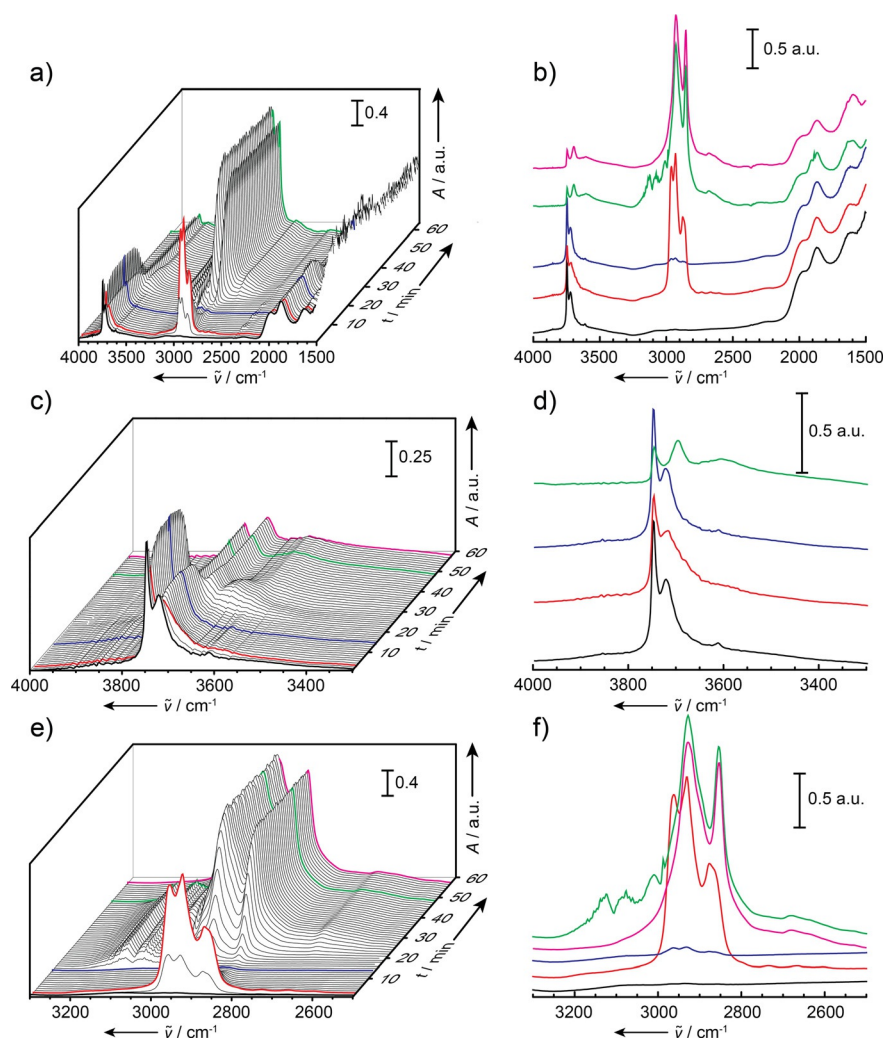 a)
0.4
A / a.u.
60
50
40
30
20
10
t / min
4000 3500 3000 2500 2000 1500
ṽ / cm⁻¹
b)
0.5 a.u.
4000 3500 3000 2500 2000 1500
ṽ / cm⁻¹
c)
0.25
A / a.u.
60
50
40
30
20
10
t / min
4000 3800 3600 3400
ṽ / cm⁻¹
d)
0.5 a.u.
4000 3800 3600 3400
ṽ / cm⁻¹
e)
0.4
A / a.u.
60
50
40
30
20
10
t / min
3200 3000 2800 2600
ṽ / cm⁻¹
f)
0.5 a.u.
3200 3000 2800 2600
ṽ / cm⁻¹